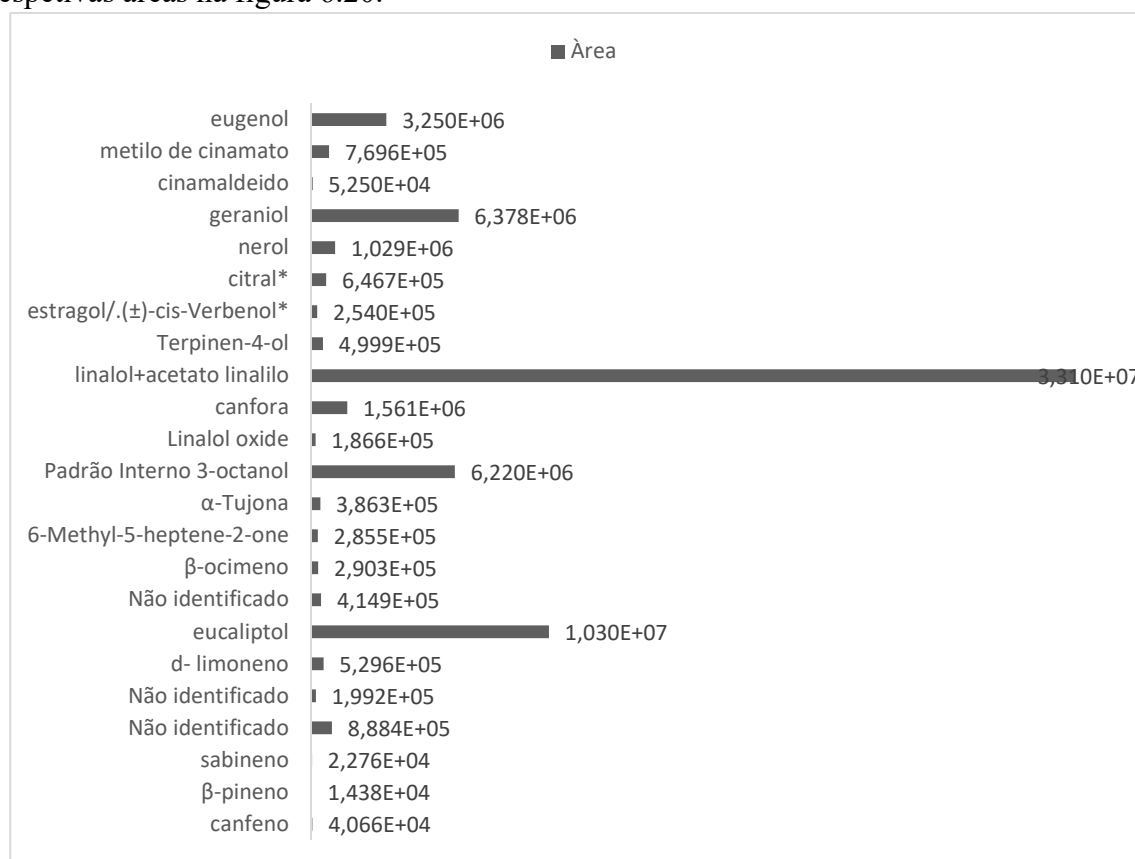 áreas na figura
Àrea
eugenol 3,250E+06
metilo de cinamato 7,696E+05
cinamaldeido 5,250E+04
geraniol 6,378E+06
nerol 1,029E+06
citral* 6,467E+05
estragol/.(±)-cis-Verbenol* 2,540E+05
Terpinen-4-ol 4,999E+05
linalol+acetato linalilo 3,310E+07
canfora 1,561E+06
Linalol oxide 1,866E+05
Padrão Interno 3-octanol 6,220E+06
α-Tujona 3,863E+05
6-Methyl-5-heptene-2-one 2,855E+05
β-ocimeno 2,903E+05
Não identificado 4,149E+05
eucaliptol 1,030E+07
d- limoneno 5,296E+05
Não identificado 1,992E+05
Não identificado 8,884E+05
sabineno 2,276E+04
β-pineno 1,438E+04
canfeno 4,066E+04